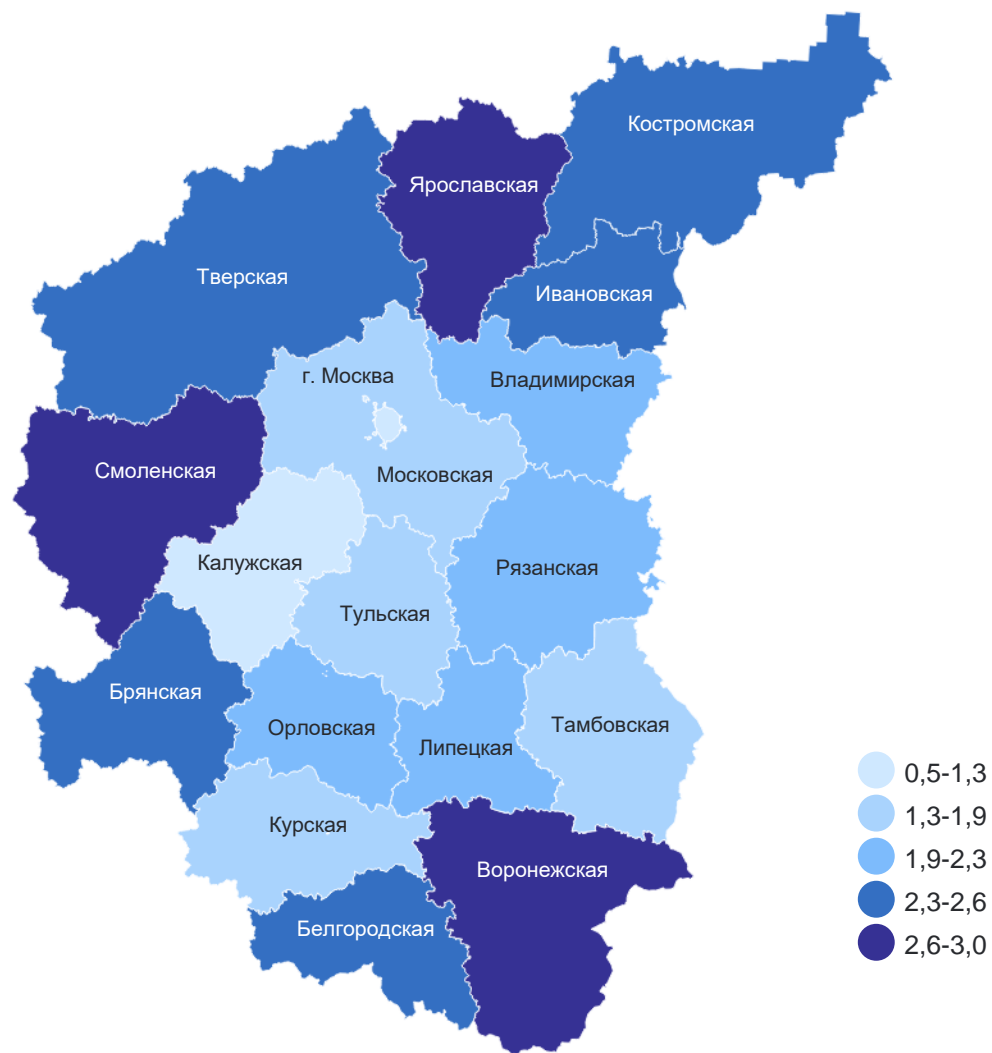 Костромская
Ярославская
Тверская
Ивановская
г. Москва
Владимирская
Смоленская
Московская
Калужская
Рязанская
Тульская
Брянская
Орловская
Липецкая
Тамбовская
Курская
Воронежская
Белгородская
0,5-1,3
1,3-1,9
1,9-2,3
2,3-2,6
2,6-3,0